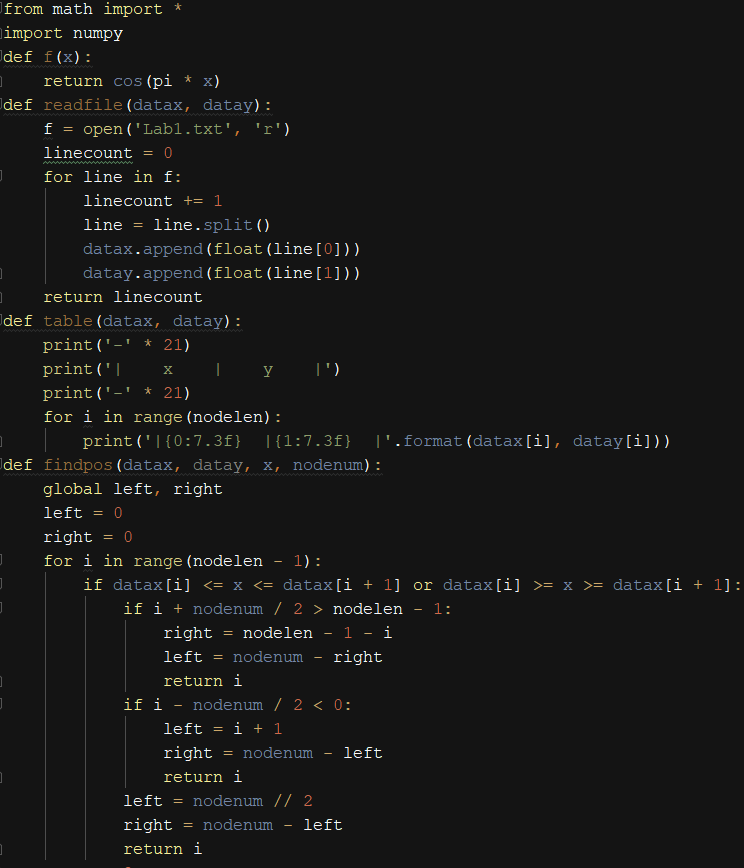 from math import *
import numpy
def f(x):
    return cos(pi * x)
def readfile(datax, datay):
    f = open('Lab1.txt', 'r')
    linecount = 0
    for line in f:
        linecount += 1
        line = line.split()
        datax.append(float(line[0]))
        datay.append(float(line[1]))
    return linecount
def table(datax, datay):
    print('-' * 21)
    print('|    x    |    y    |')
    print('-' * 21)
    for i in range(nodelen):
        print('|{0:7.3f}  |{1:7.3f}  |'.format(datax[i], datay[i]))
def findpos(datax, datay, x, nodenum):
    global left, right
    left = 0
    right = 0
    for i in range(nodelen - 1):
        if datax[i] <= x <= datax[i + 1] or datax[i] >= x >= datax[i + 1]:
            if i + nodenum / 2 > nodelen - 1:
                right = nodelen - 1 - i
                left = nodenum - right
                return i
            if i - nodenum / 2 < 0:
                left = i + 1
                right = nodenum - left
                return i
            left = nodenum // 2
            right = nodenum - left
            return i